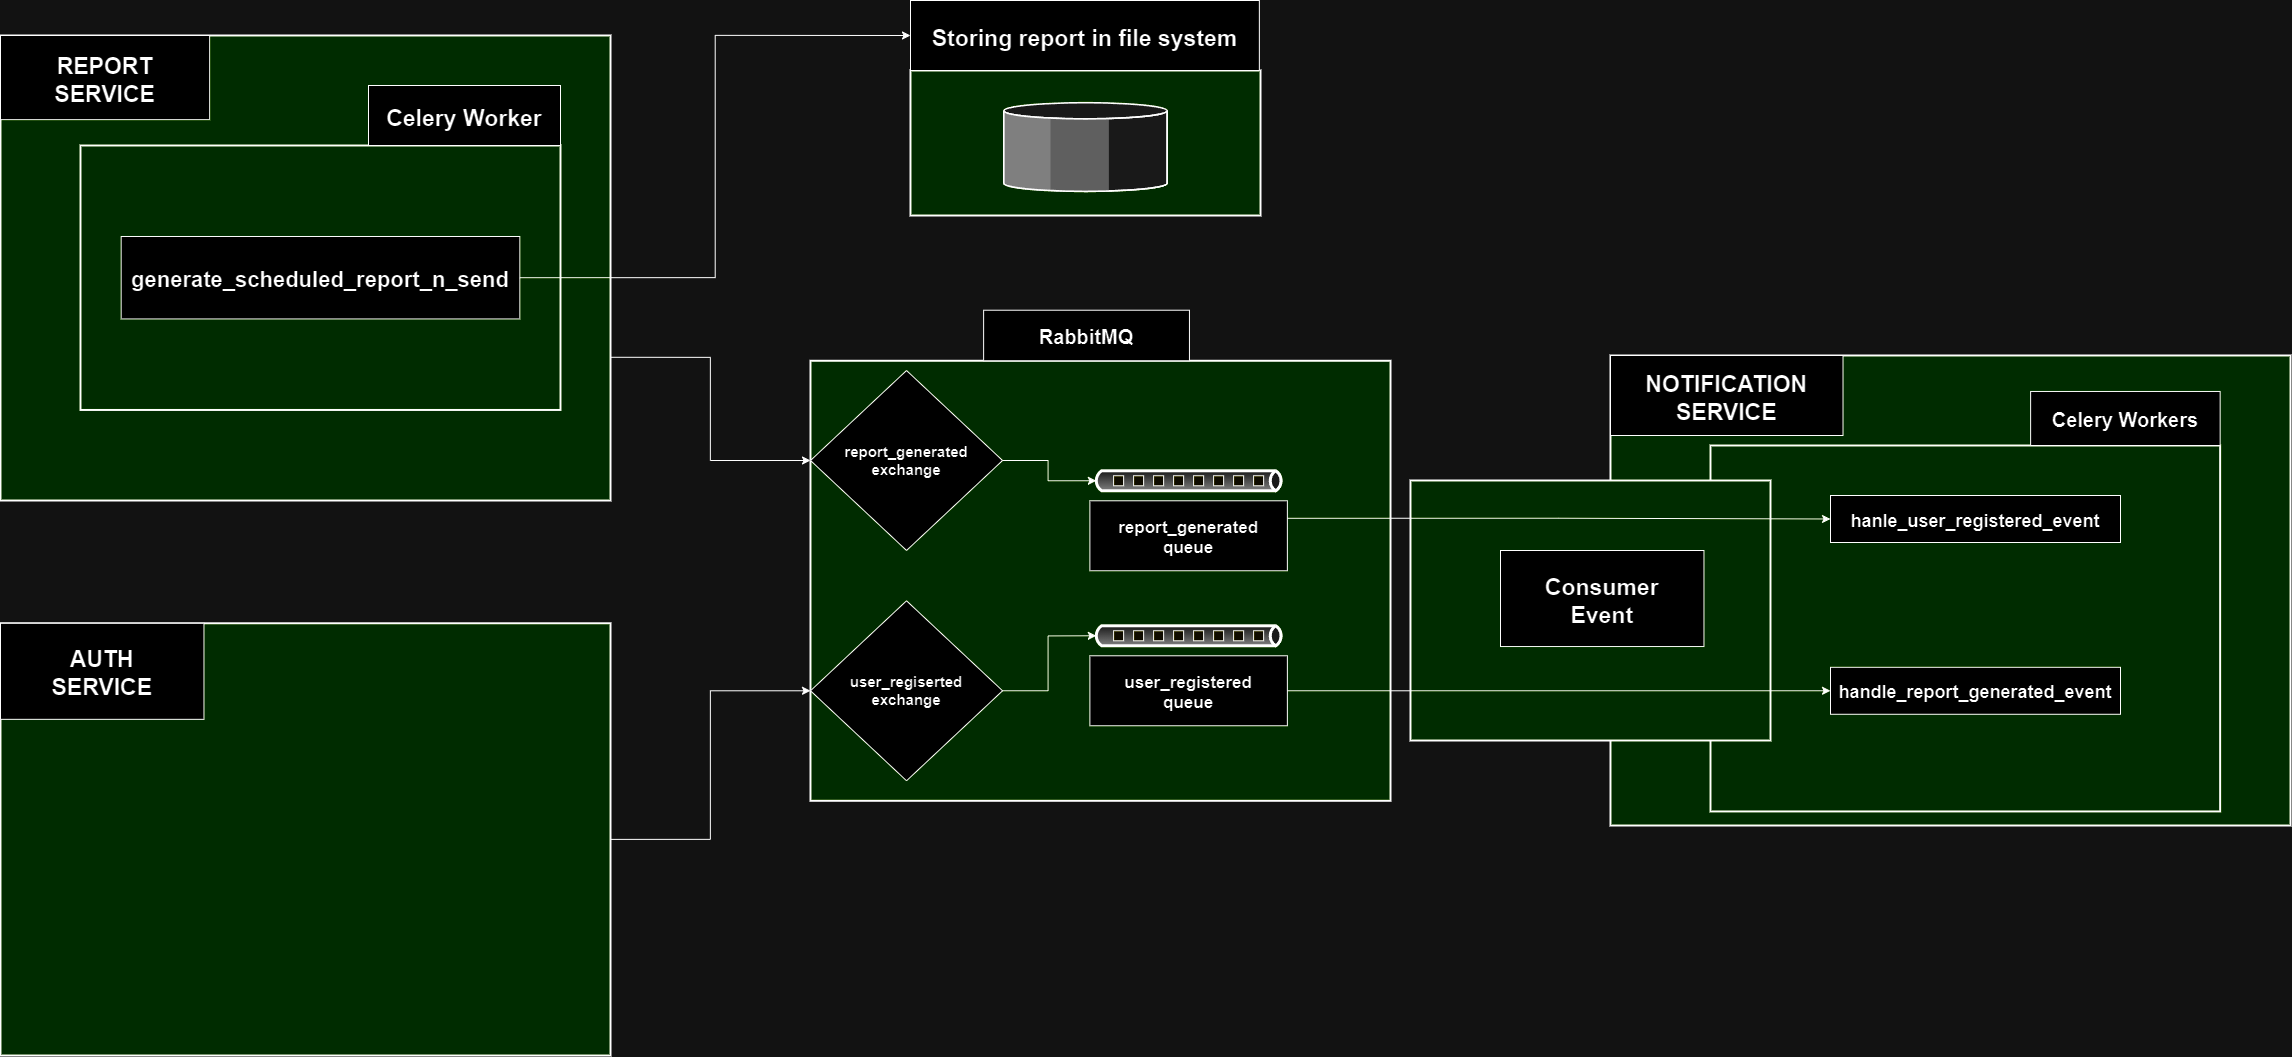 REPORT
SERVICE
Celery Worker
generate_scheduled_report_n_send
Storing report in file system
RabbitMQ
report_generated
exchange
report_generated
queue
user_regiserted
exchange
user_registered
queue
AUTH
SERVICE
NOTIFICATION
SERVICE
Celery Workers
hanle_user_registered_event
Consumer
Event
handle_report_generated_event